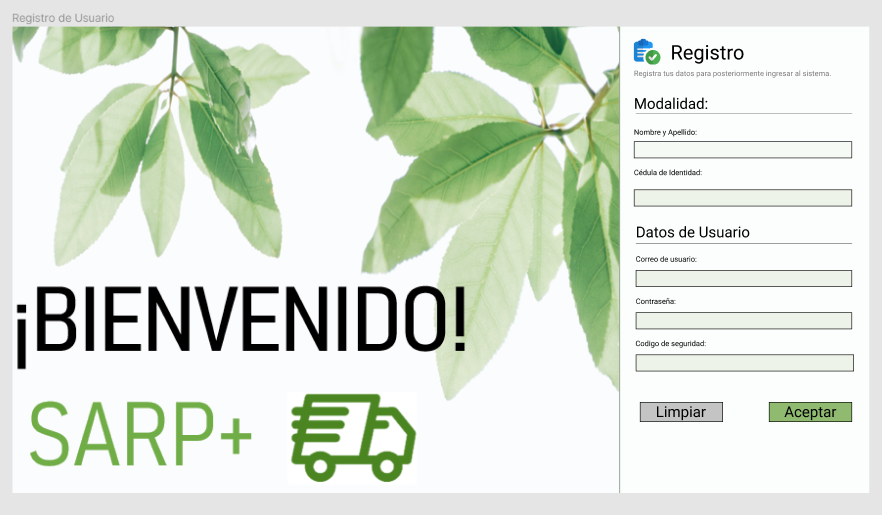 Registro de Usuario
¡BIENVENIDO!
SARP+
Registro
Registra tus datos para posteriormente ingresar al sistema.
Modalidad:
Nombre y Apellido:
Cédula de Identidad:
Datos de Usuario
Correo de usuario:
Contraseña:
Codigo de seguridad:
Limpiar
Aceptar